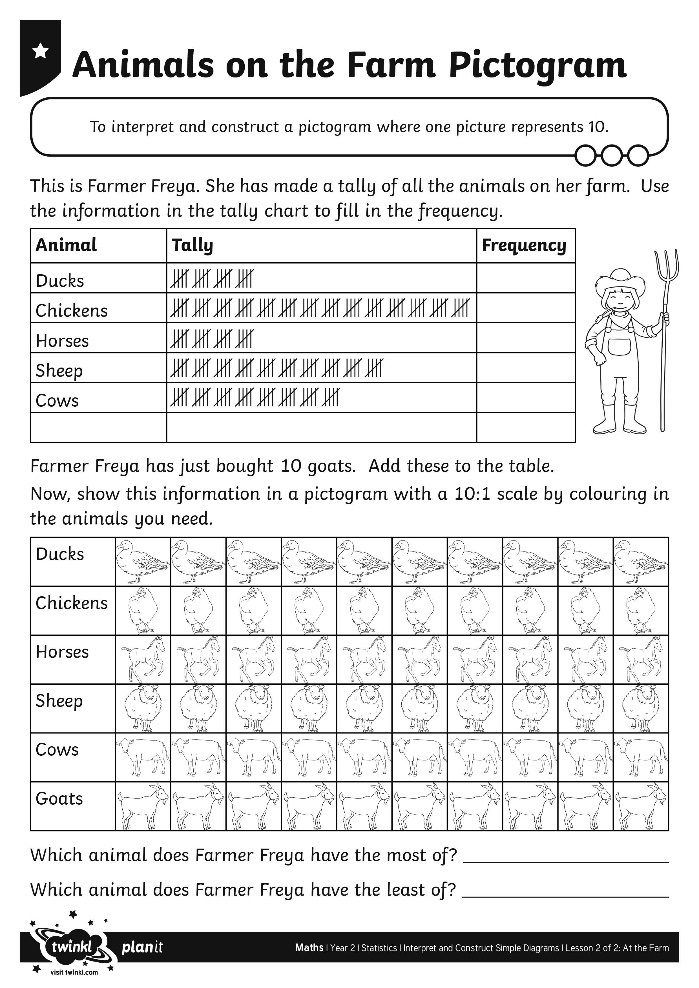 Animals on the Farm Pictogram
To interpret and construct a pictogram where one picture represents 10.
This is Farmer Freya. She has made a tally of all the animals on her farm. Use
the information in the tally chart to fill in the frequency.
Animal Tally Frequency
Ducks
Chickens
Horses
Sheep
Cows
Farmer Freya has just bought 10 goats. Add these to the table.
Now, show this information in a pictogram with a 10:1 scale by colouring in
the animals you need.
Ducks
Chickens
Horses
Sheep
Cows
Goats
Which animal does Farmer Freya have the most of?
Which animal does Farmer Freya have the least of?
twinkl planit
visit twinkl.com
Maths | Year 2 | Statistics | Interpret and Construct Simple Diagrams | Lesson 2 of 2: At the Farm